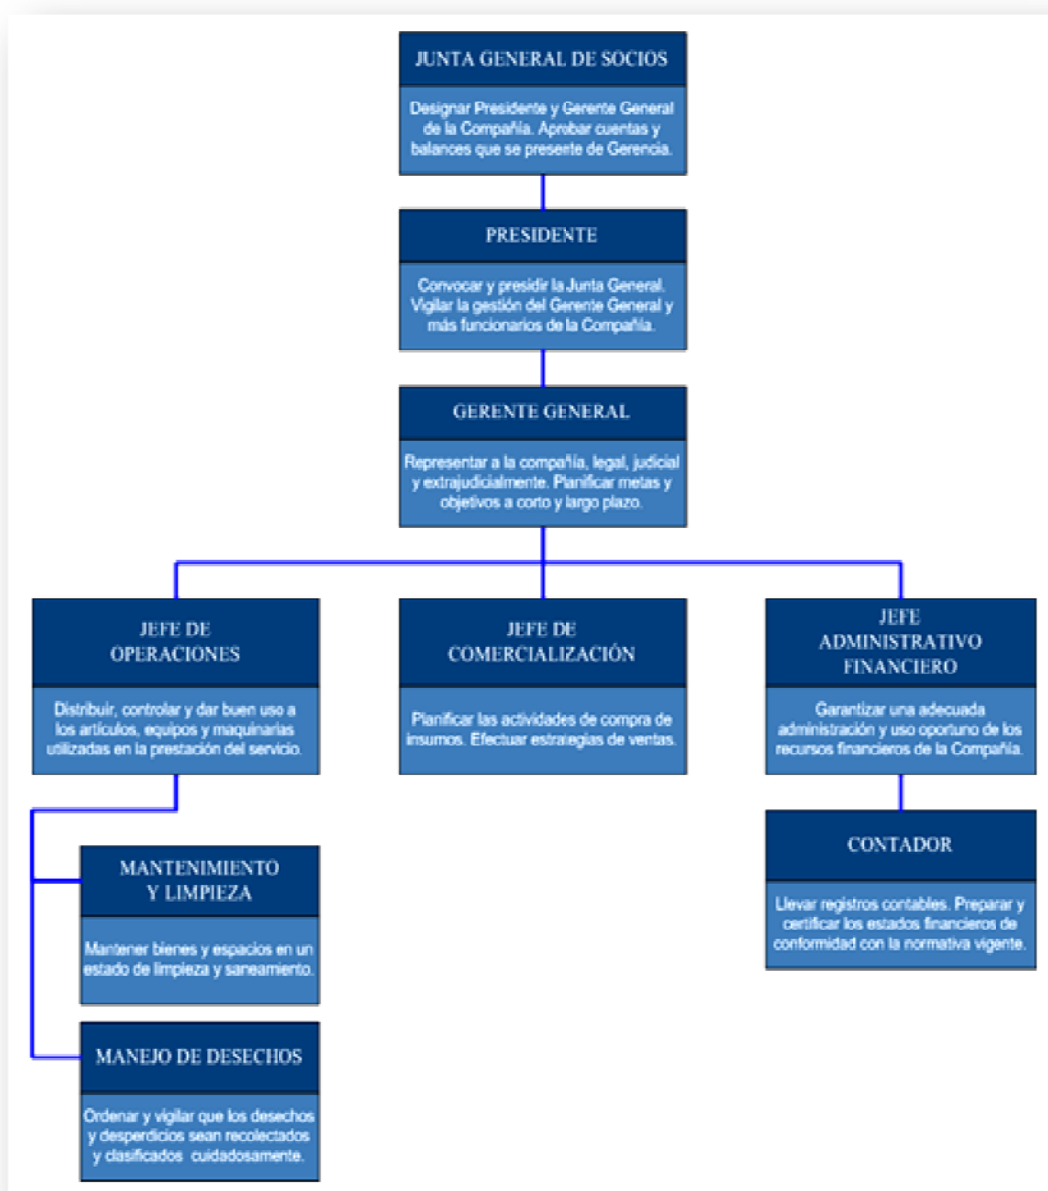 JUNTA GENERAL DE SOCIOS
Designar Presidente y Gerente General
de la Compañía. Aprobar cuentas y
balances que se presente de Gerencia.
PRESIDENTE
Convocar y presidir la Junta General.
Vigilar la gestión del Gerente General y
más funcionarios de la Compañía.
GERENTE GENERAL
Representar a la compañía, legal, judicial
y extrajudicialmente. Planificar metas y
objetivos a corto y largo plazo.
JEFE DE
OPERACIONES
Distribuir, controlar y dar buen uso a
los artículos, equipos y maquinarias
utilizadas en la prestación del servicio.
JEFE DE
COMERCIALIZACIÓN
Planificar las actividades de compra de
insumos. Efectuar estrategias de ventas.
JEFE
ADMINISTRATIVO
FINANCIERO
Garantizar una adecuada
administración y uso oportuno de los
recursos financieros de la Compañía.
MANTENIMIENTO
Y LIMPIEZA
Mantener bienes y espacios en un
estado de limpieza y saneamiento.
MANEJO DE DESECHOS
Ordenar y vigilar que los desechos
y desperdicios sean recolectados
y clasificados cuidadosamente.
CONTADOR
Llevar registros contables. Preparar y
certificar los estados financieros de
conformidad con la normativa vigente.